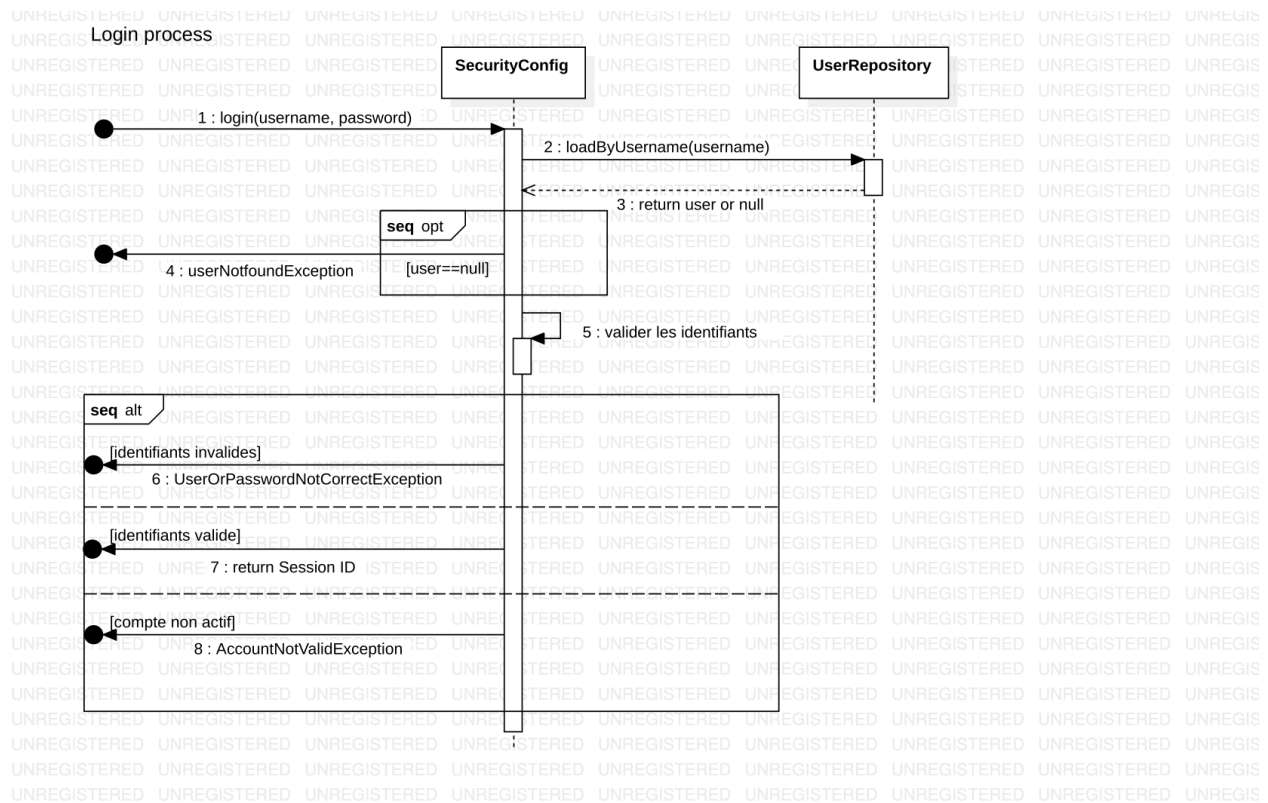 Login process
SecurityConfig
UserRepository
1 : login(username, password)
2 : loadByUsername(username)
3 : return user or null
seq opt
4 : userNotfoundException
[user==null]
5 : valider les identifiants
seq alt
[identifiants invalides]
6 : UserOrPasswordNotCorrectException
[identifiants valide]
7 : return Session ID
[compte non actif]
8 : AccountNotValidException
UNREGISTERED